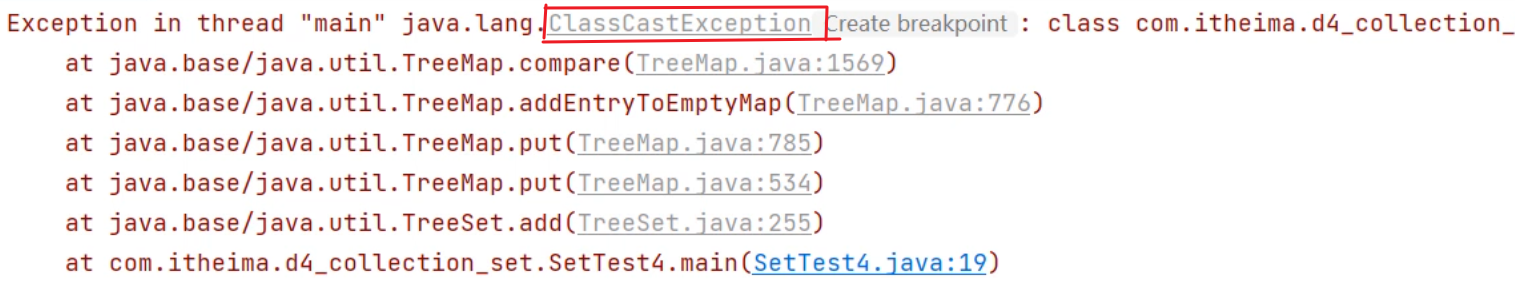 Exception in thread "main" java.lang.ClassCastException Create breakpoint : class com.itheima.d4_collection_
at java.base/java.util.TreeMap.compare(TreeMap.java:1569)
at java.base/java.util.TreeMap.addEntryToEmptyMap(TreeMap.java:776)
at java.base/java.util.TreeMap.put(TreeMap.java:785)
at java.base/java.util.TreeMap.put(TreeMap.java:534)
at java.base/java.util.TreeSet.add(TreeSet.java:255)
at com.itheima.d4_collection_set.SetTest4.main(SetTest4.java:19)